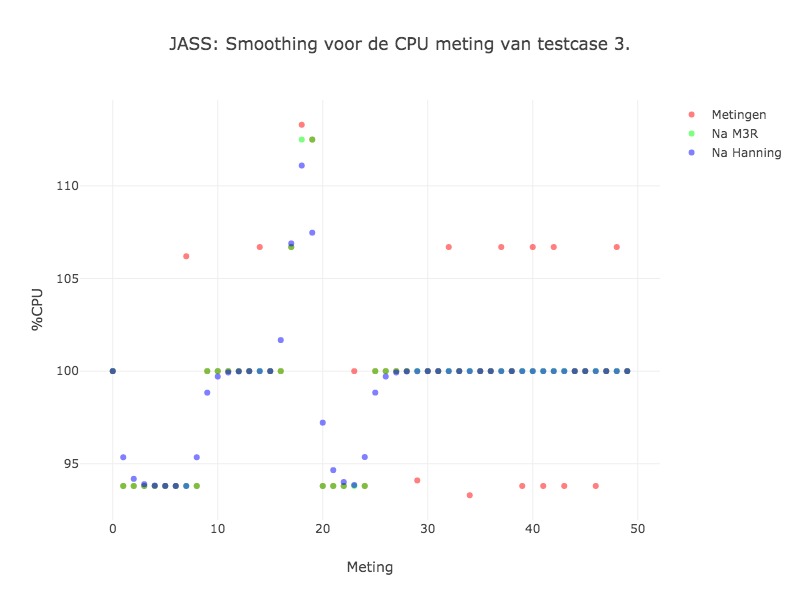 JASS: Smoothing voor de CPU meting van testcase 3.
Metingen
Na M3R
Na Hanning
110
105
100
95
%CPU
0 10 20 30 40 50
Meting